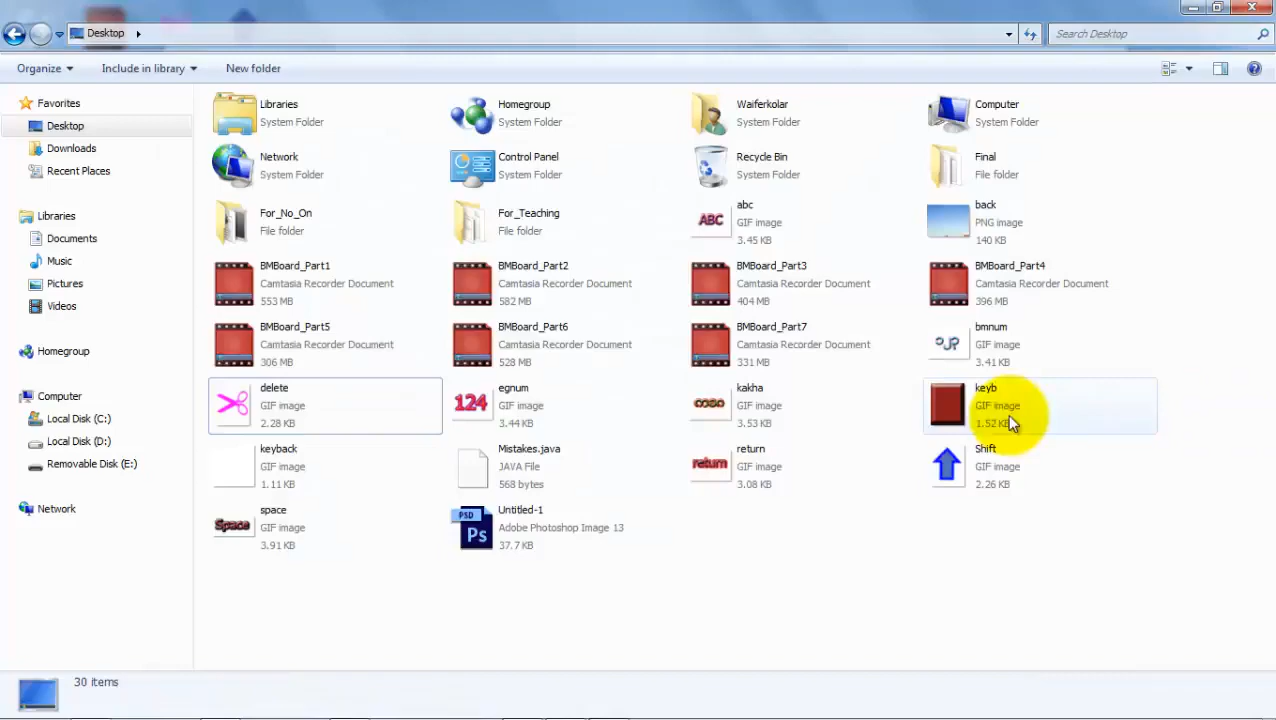 Desktop
Search Desktop
Organize
Include in library
New folder
Favorites
Desktop
Downloads
Recent Places
Libraries
Documents
Music
Pictures
Videos
Homegroup
Computer
Local Disk (C:)
Local Disk (D:)
Removable Disk (E:)
Network
Libraries
System Folder
Homegroup
System Folder
Waiferkolar
System Folder
Computer
System Folder
Network
System Folder
Control Panel
System Folder
Recycle Bin
System Folder
Final
File folder
For_No_On
File folder
For_Teaching
File folder
ABC
abc
GIF image
3.45 KB
back
PNG image
140 KB
BMBoard_Part1
Camtasia Recorder Document
553 MB
BMBoard_Part2
Camtasia Recorder Document
582 MB
BMBoard_Part3
Camtasia Recorder Document
404 MB
BMBoard_Part4
Camtasia Recorder Document
396 MB
BMBoard_Part5
Camtasia Recorder Document
306 MB
BMBoard_Part6
Camtasia Recorder Document
528 MB
BMBoard_Part7
Camtasia Recorder Document
331 MB
bmnum
GIF image
3.41 KB
delete
GIF image
2.28 KB
124
egnum
GIF image
3.44 KB
kakha
GIF image
3.53 KB
keyb
GIF image
1.52 KB
keyback
GIF image
1.11 KB
Mistakes.java
JAVA File
568 bytes
return
return
GIF image
3.08 KB
Shift
GIF image
2.26 KB
Space
space
GIF image
3.91 KB
PSD
Ps
Untitled-1
Adobe Photoshop Image 13
37.7 KB
30 items